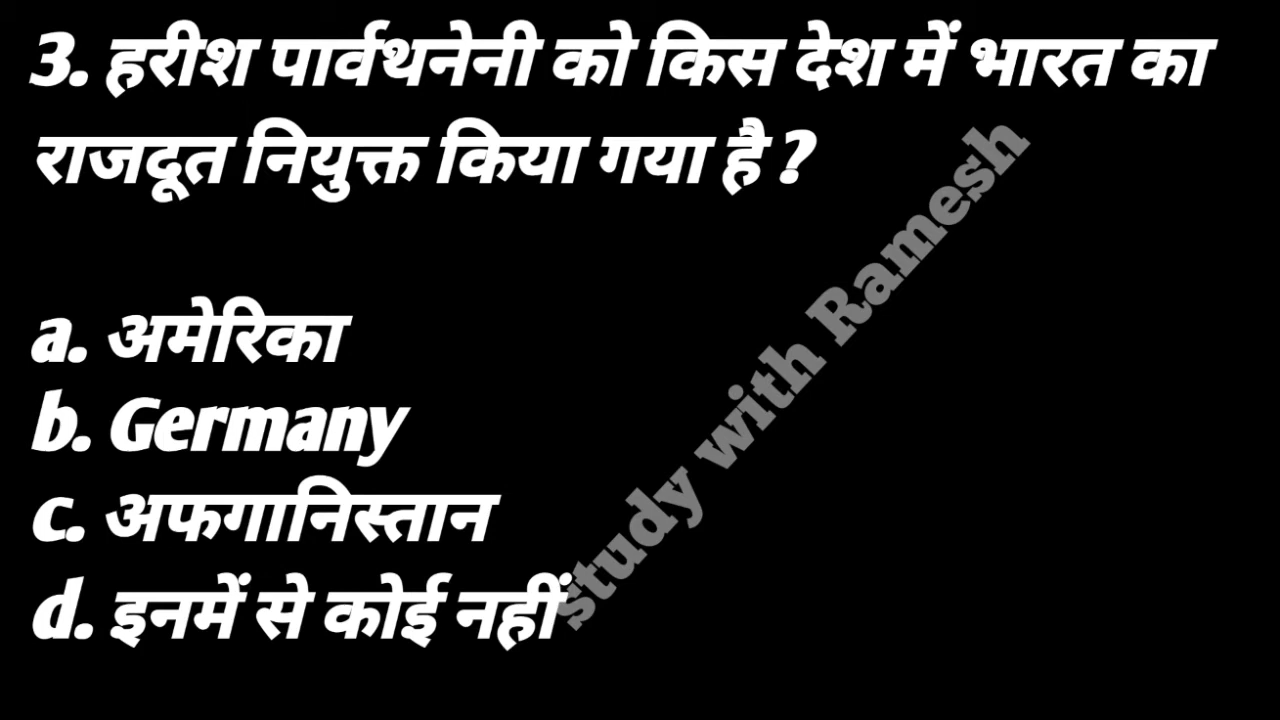 3. हरीश पार्वथनेनी को किस देश में भारत का
राजदूत नियुक्त किया गया है ?
a. अमेरिका
b. Germany
c. अफगानिस्तान
d. इनमें से कोई नहीं
study with Ramesh